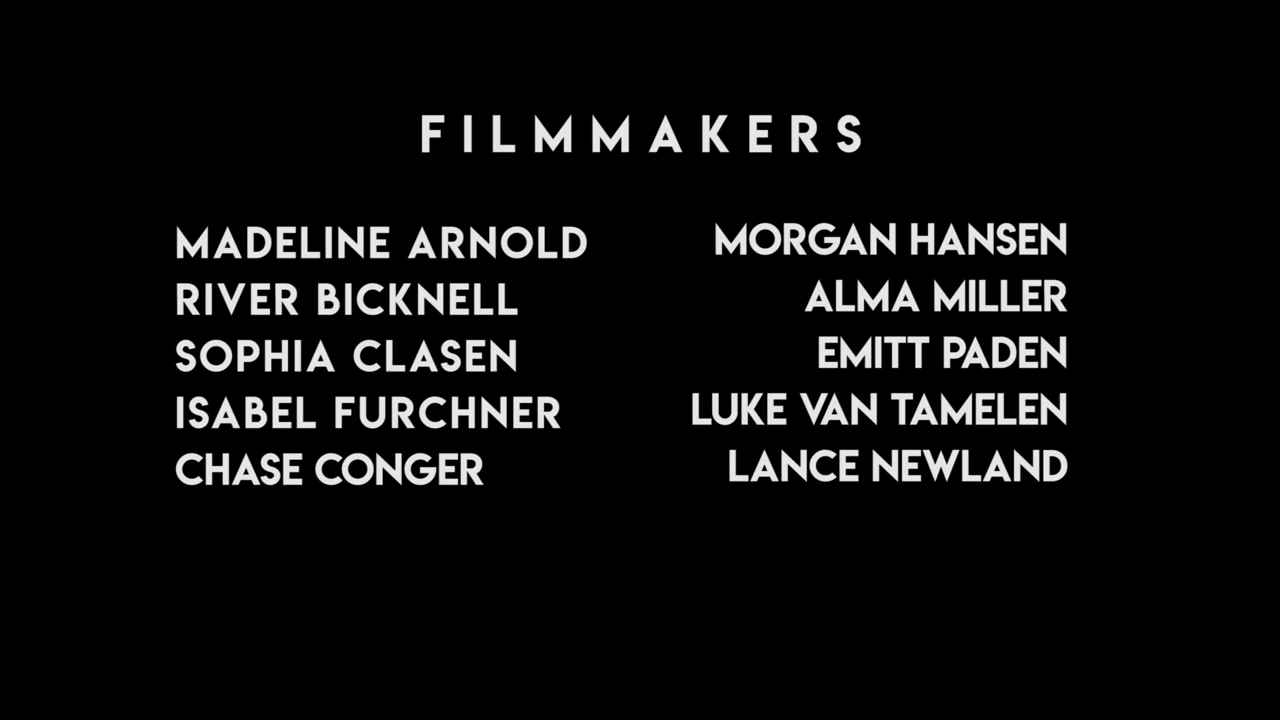 FILMMAKERS
MADELINE ARNOLD
RIVER BICKNELL
SOPHIA CLASEN
ISABEL FURCHNER
CHASE CONGER
MORGAN HANSEN
ALMA MILLER
EMITT PADEN
LUKE VAN TAMELEN
LANCE NEWLAND